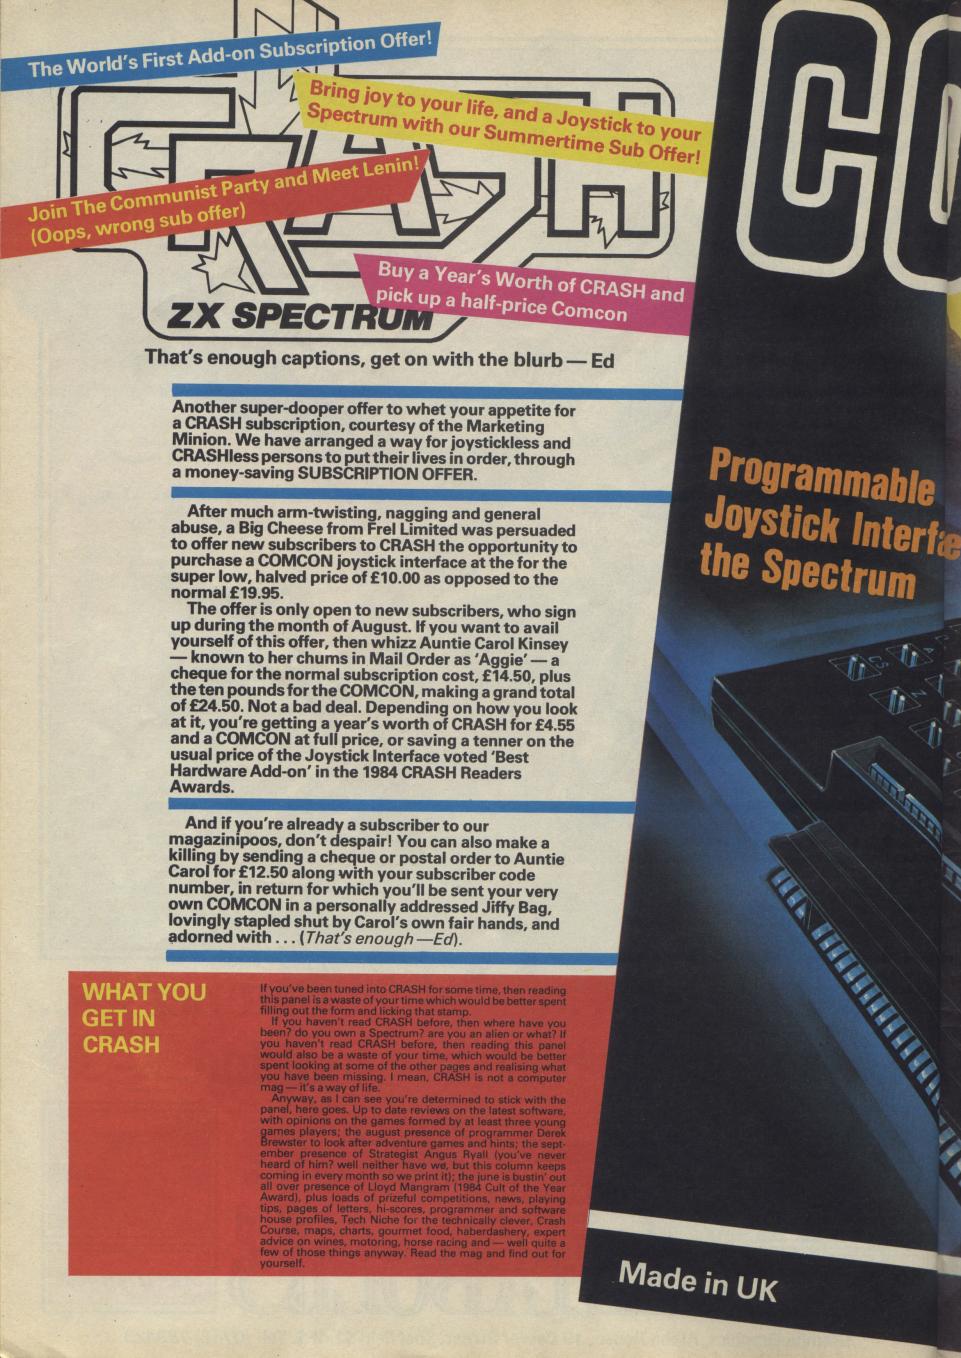 The World's First Add-on Subscription Offer!
Bring joy to your life, and a Joystick to your
Spectrum with our Summertime Sub Offer!
CRASH
Join The Communist Party and Meet Lenin!
(Oops, wrong sub offer)
Buy a Year's Worth of CRASH and
pick up a half-price Comcon
ZX SPECTRUM
That's enough captions, get on with the blurb — Ed
Another super-dooper offer to whet your appetite for
a CRASH subscription, courtesy of the Marketing
Minion. We have arranged a way for joystickless and
CRASHless persons to put their lives in order, through
a money-saving SUBSCRIPTION OFFER.
After much arm-twisting, nagging and general
abuse, a Big Cheese from Frel Limited was persuaded
to offer new subscribers to CRASH the opportunity to
purchase a COMCON joystick interface at the for the
super low, halved price of £10.00 as opposed to the
normal £19.95.
The offer is only open to new subscribers, who sign
up during the month of August. If you want to avail
yourself of this offer, then whizz Auntie Carol Kinsey
— known to her chums in Mail Order as 'Aggie' — a
cheque for the normal subscription cost, £14.50, plus
the ten pounds for the COMCON, making a grand total
of £24.50. Not a bad deal. Depending on how you look
at it, you're getting a year's worth of CRASH for £4.55
and a COMCON at full price, or saving a tenner on the
usual price of the Joystick Interface voted 'Best
Hardware Add-on' in the 1984 CRASH Readers
Awards.
And if you're already a subscriber to our
magazinipoos, don't despair! You can also make a
killing by sending a cheque or postal order to Auntie
Carol for £12.50 along with your subscriber code
number, in return for which you'll be sent your very
own COMCON in a personally addressed Jiffy Bag,
lovingly stapled shut by Carol's own fair hands, and
adorned with . . . (That's enough —Ed).
WHAT YOU
GET IN
CRASH
If you've been tuned into CRASH for some time, then reading
this panel is a waste of your time which would be better spent
filling out the form and licking that stamp.
If you haven't read CRASH before, then where have you
been? do you own a Spectrum? are you an alien or what? If
you haven't read CRASH before, then reading this panel
would also be a waste of your time, which would be better
spent looking at some of the other pages and realising what
you have been missing. I mean, CRASH is not a computer
mag — it's a way of life.
Anyway, as I can see you're determined to stick with the
panel, here goes. Up to date reviews on the latest software,
with opinions on the games formed by at least three young
games players; the august presence of programmer Derek
Brewster to look after adventure games and hints; the sept-
ember presence of Strategist Angus Ryall (you've never
heard of him? well neither have we, but this column keeps
coming in every month so we print it); the june is bustin' out
all over presence of Lloyd Mangram (1984 Cult of the Year
Award), plus loads of prizeful competitions, news, playing
tips, pages of letters, hi-scores, programmer and software
house profiles, Tech Niche for the technically clever, Crash
Course, maps, charts, gourmet food, haberdashery, expert
advice on wines, motoring, horse racing and — well quite a
few of those things anyway. Read the mag and find out for
yourself.
CO
Programmable
Joystick Interfa
the Spectrum
CS
A
Z
Made in UK